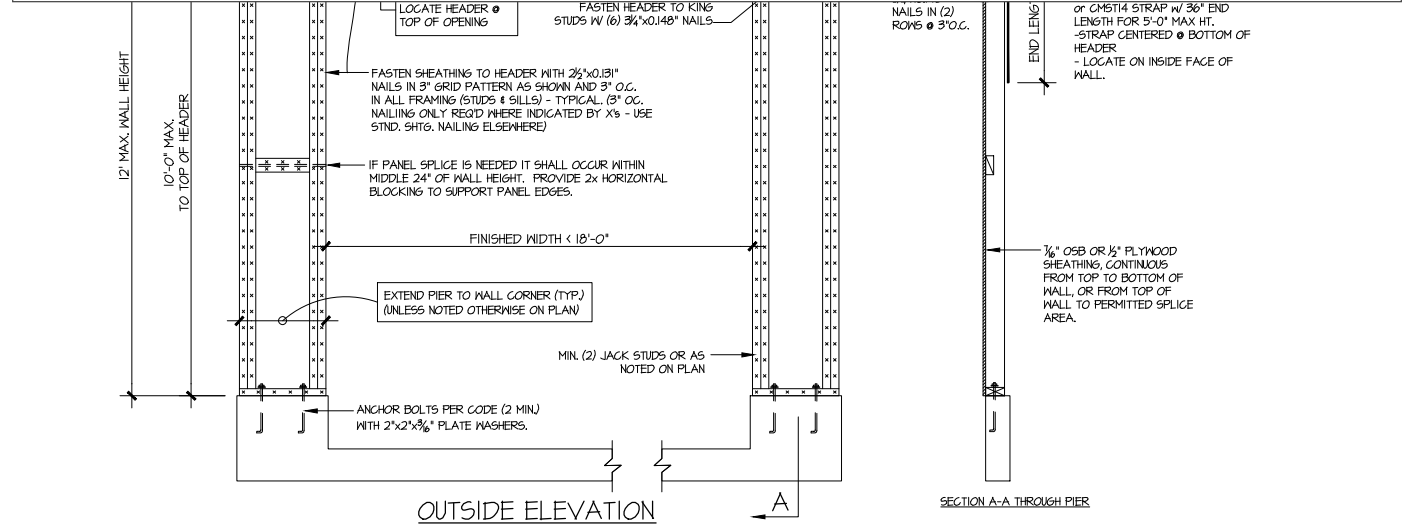 LOCATE HEADER @
TOP OF OPENING
FASTEN HEADER TO KING
STUDS W/ (6) 3¼"x0.148" NAILS
NAILS IN (2)
ROWS @ 3"O.C.
END LENGT
or CMST14 STRAP w/ 36" END
LENGTH FOR 5'-0" MAX HT.
-STRAP CENTERED @ BOTTOM OF
HEADER
- LOCATE ON INSIDE FACE OF
WALL.
12' MAX. WALL HEIGHT
10'-0" MAX.
TO TOP OF HEADER
FASTEN SHEATHING TO HEADER WITH 2½"x0.131"
NAILS IN 3" GRID PATTERN AS SHOWN AND 3" O.C.
IN ALL FRAMING (STUDS & SILLS) - TYPICAL. (3" OC.
NAILING ONLY REQ'D WHERE INDICATED BY X's - USE
STND. SHTG. NAILING ELSEWHERE)
IF PANEL SPLICE IS NEEDED IT SHALL OCCUR WITHIN
MIDDLE 24" OF WALL HEIGHT. PROVIDE 2x HORIZONTAL
BLOCKING TO SUPPORT PANEL EDGES.
FINISHED WIDTH < 18'-0"
7/16" OSB OR ½" PLYWOOD
SHEATHING, CONTINUOUS
FROM TOP TO BOTTOM OF
WALL, OR FROM TOP OF
WALL TO PERMITTED SPLICE
AREA.
EXTEND PIER TO WALL CORNER (TYP.)
(UNLESS NOTED OTHERWISE ON PLAN)
MIN. (2) JACK STUDS OR AS
NOTED ON PLAN
ANCHOR BOLTS PER CODE (2 MIN.)
WITH 2"x2"x3/16" PLATE WASHERS.
OUTSIDE ELEVATION
A
SECTION A-A THROUGH PIER